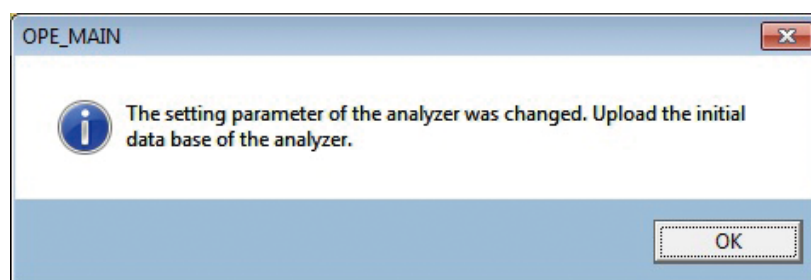 OPE_MAIN
The setting parameter of the analyzer was changed. Upload the initial
data base of the analyzer.
OK